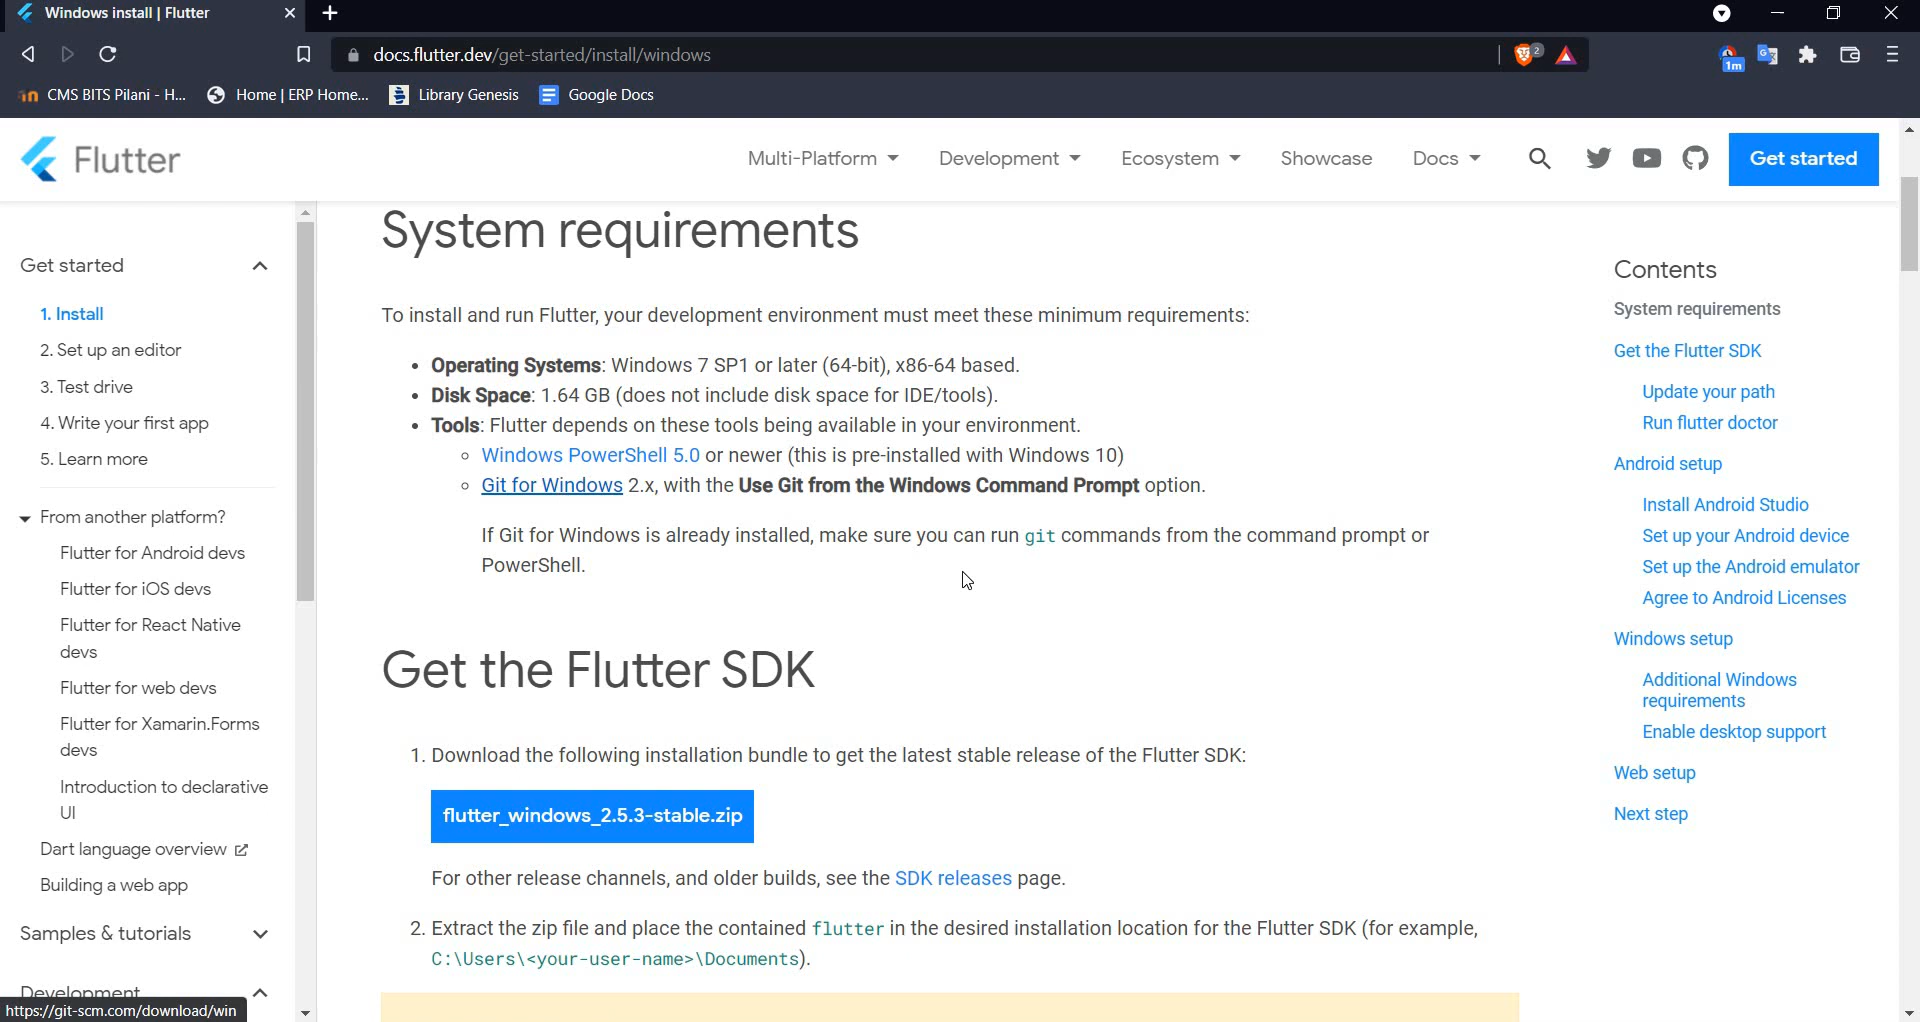 Windows install | Flutter
docs.flutter.dev/get-started/install/windows
2
1m
CMS BITS Pilani - H...
Home | ERP Home...
Library Genesis
Google Docs
Flutter
Multi-Platform
Development
Ecosystem
Showcase
Docs
Get started
Get started
1. Install
2. Set up an editor
3. Test drive
4. Write your first app
5. Learn more
From another platform?
Flutter for Android devs
Flutter for iOS devs
Flutter for React Native
devs
Flutter for web devs
Flutter for Xamarin.Forms
devs
Introduction to declarative
UI
Dart language overview
Building a web app
Samples & tutorials
Development
https://git-scm.com/download/win
System requirements
To install and run Flutter, your development environment must meet these minimum requirements:
• Operating Systems: Windows 7 SP1 or later (64-bit), x86-64 based.
• Disk Space: 1.64 GB (does not include disk space for IDE/tools).
• Tools: Flutter depends on these tools being available in your environment.
Windows PowerShell 5.0 or newer (this is pre-installed with Windows 10)
Git for Windows 2.x, with the Use Git from the Windows Command Prompt option.
If Git for Windows is already installed, make sure you can run git commands from the command prompt or
PowerShell.
Get the Flutter SDK
1. Download the following installation bundle to get the latest stable release of the Flutter SDK:
flutter_windows_2.5.3-stable.zip
For other release channels, and older builds, see the SDK releases page.
2. Extract the zip file and place the contained flutter in the desired installation location for the Flutter SDK (for example,
C:\Users\<your-user-name>\Documents).
Contents
System requirements
Get the Flutter SDK
Update your path
Run flutter doctor
Android setup
Install Android Studio
Set up your Android device
Set up the Android emulator
Agree to Android Licenses
Windows setup
Additional Windows
requirements
Enable desktop support
Web setup
Next step